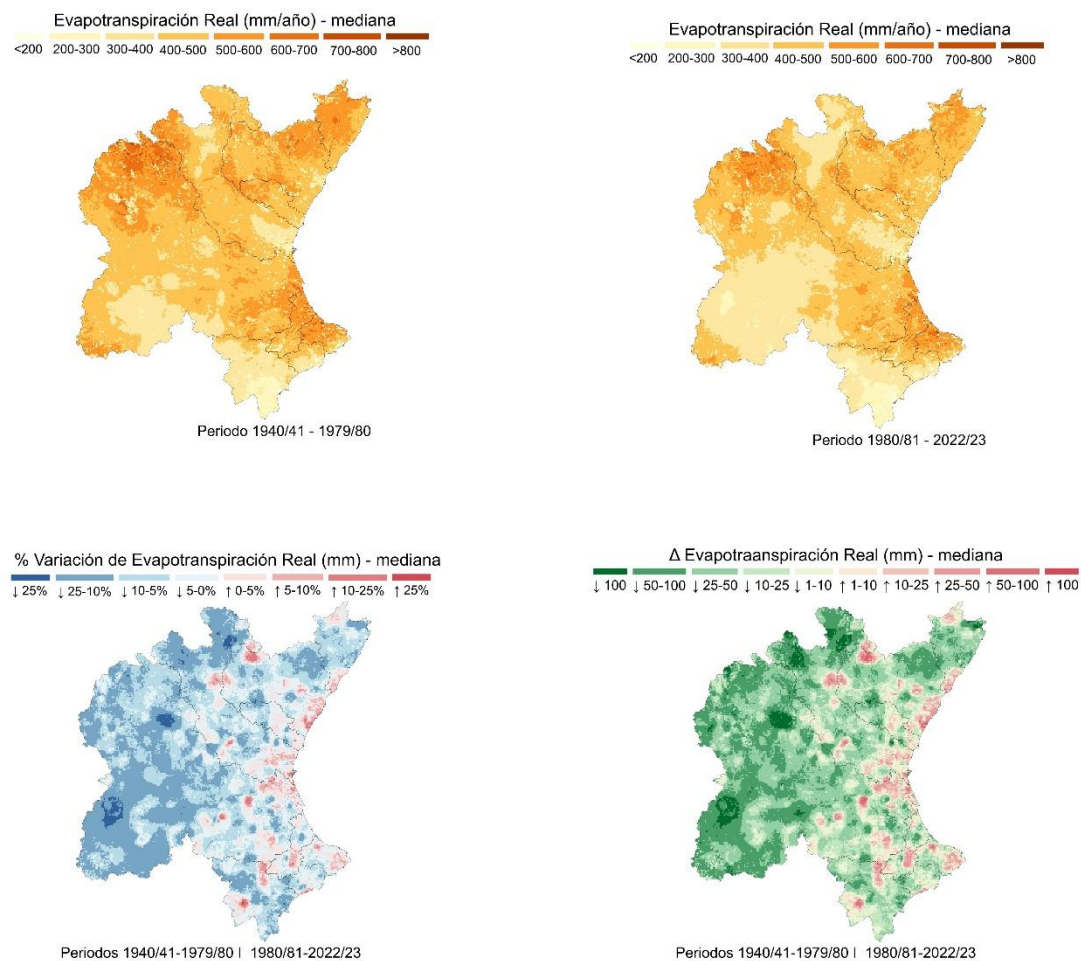 Evapotranspiración Real (mm/año) - mediana
<200 200-300 300-400 400-500 500-600 600-700 700-800 >800
Periodo 1940/41 - 1979/80
Evapotranspiración Real (mm/año) - mediana
<200 200-300 300-400 400-500 500-600 600-700 700-800 >800
Periodo 1980/81 - 2022/23
% Variación de Evapotranspiración Real (mm) - mediana
↓ 25% ↓ 25-10% ↓ 10-5% ↓ 5-0% ↑ 0-5% ↑ 5-10% ↑ 10-25% ↑ 25%
Periodos 1940/41-1979/80 | 1980/81-2022/23
Δ Evapotraanspiración Real (mm) - mediana
↓ 100 ↓ 50-100 ↓ 25-50 ↓ 10-25 ↓ 1-10 ↑ 1-10 ↑ 10-25 ↑ 25-50 ↑ 50-100 ↑ 100
Periodos 1940/41-1979/80 | 1980/81-2022/23